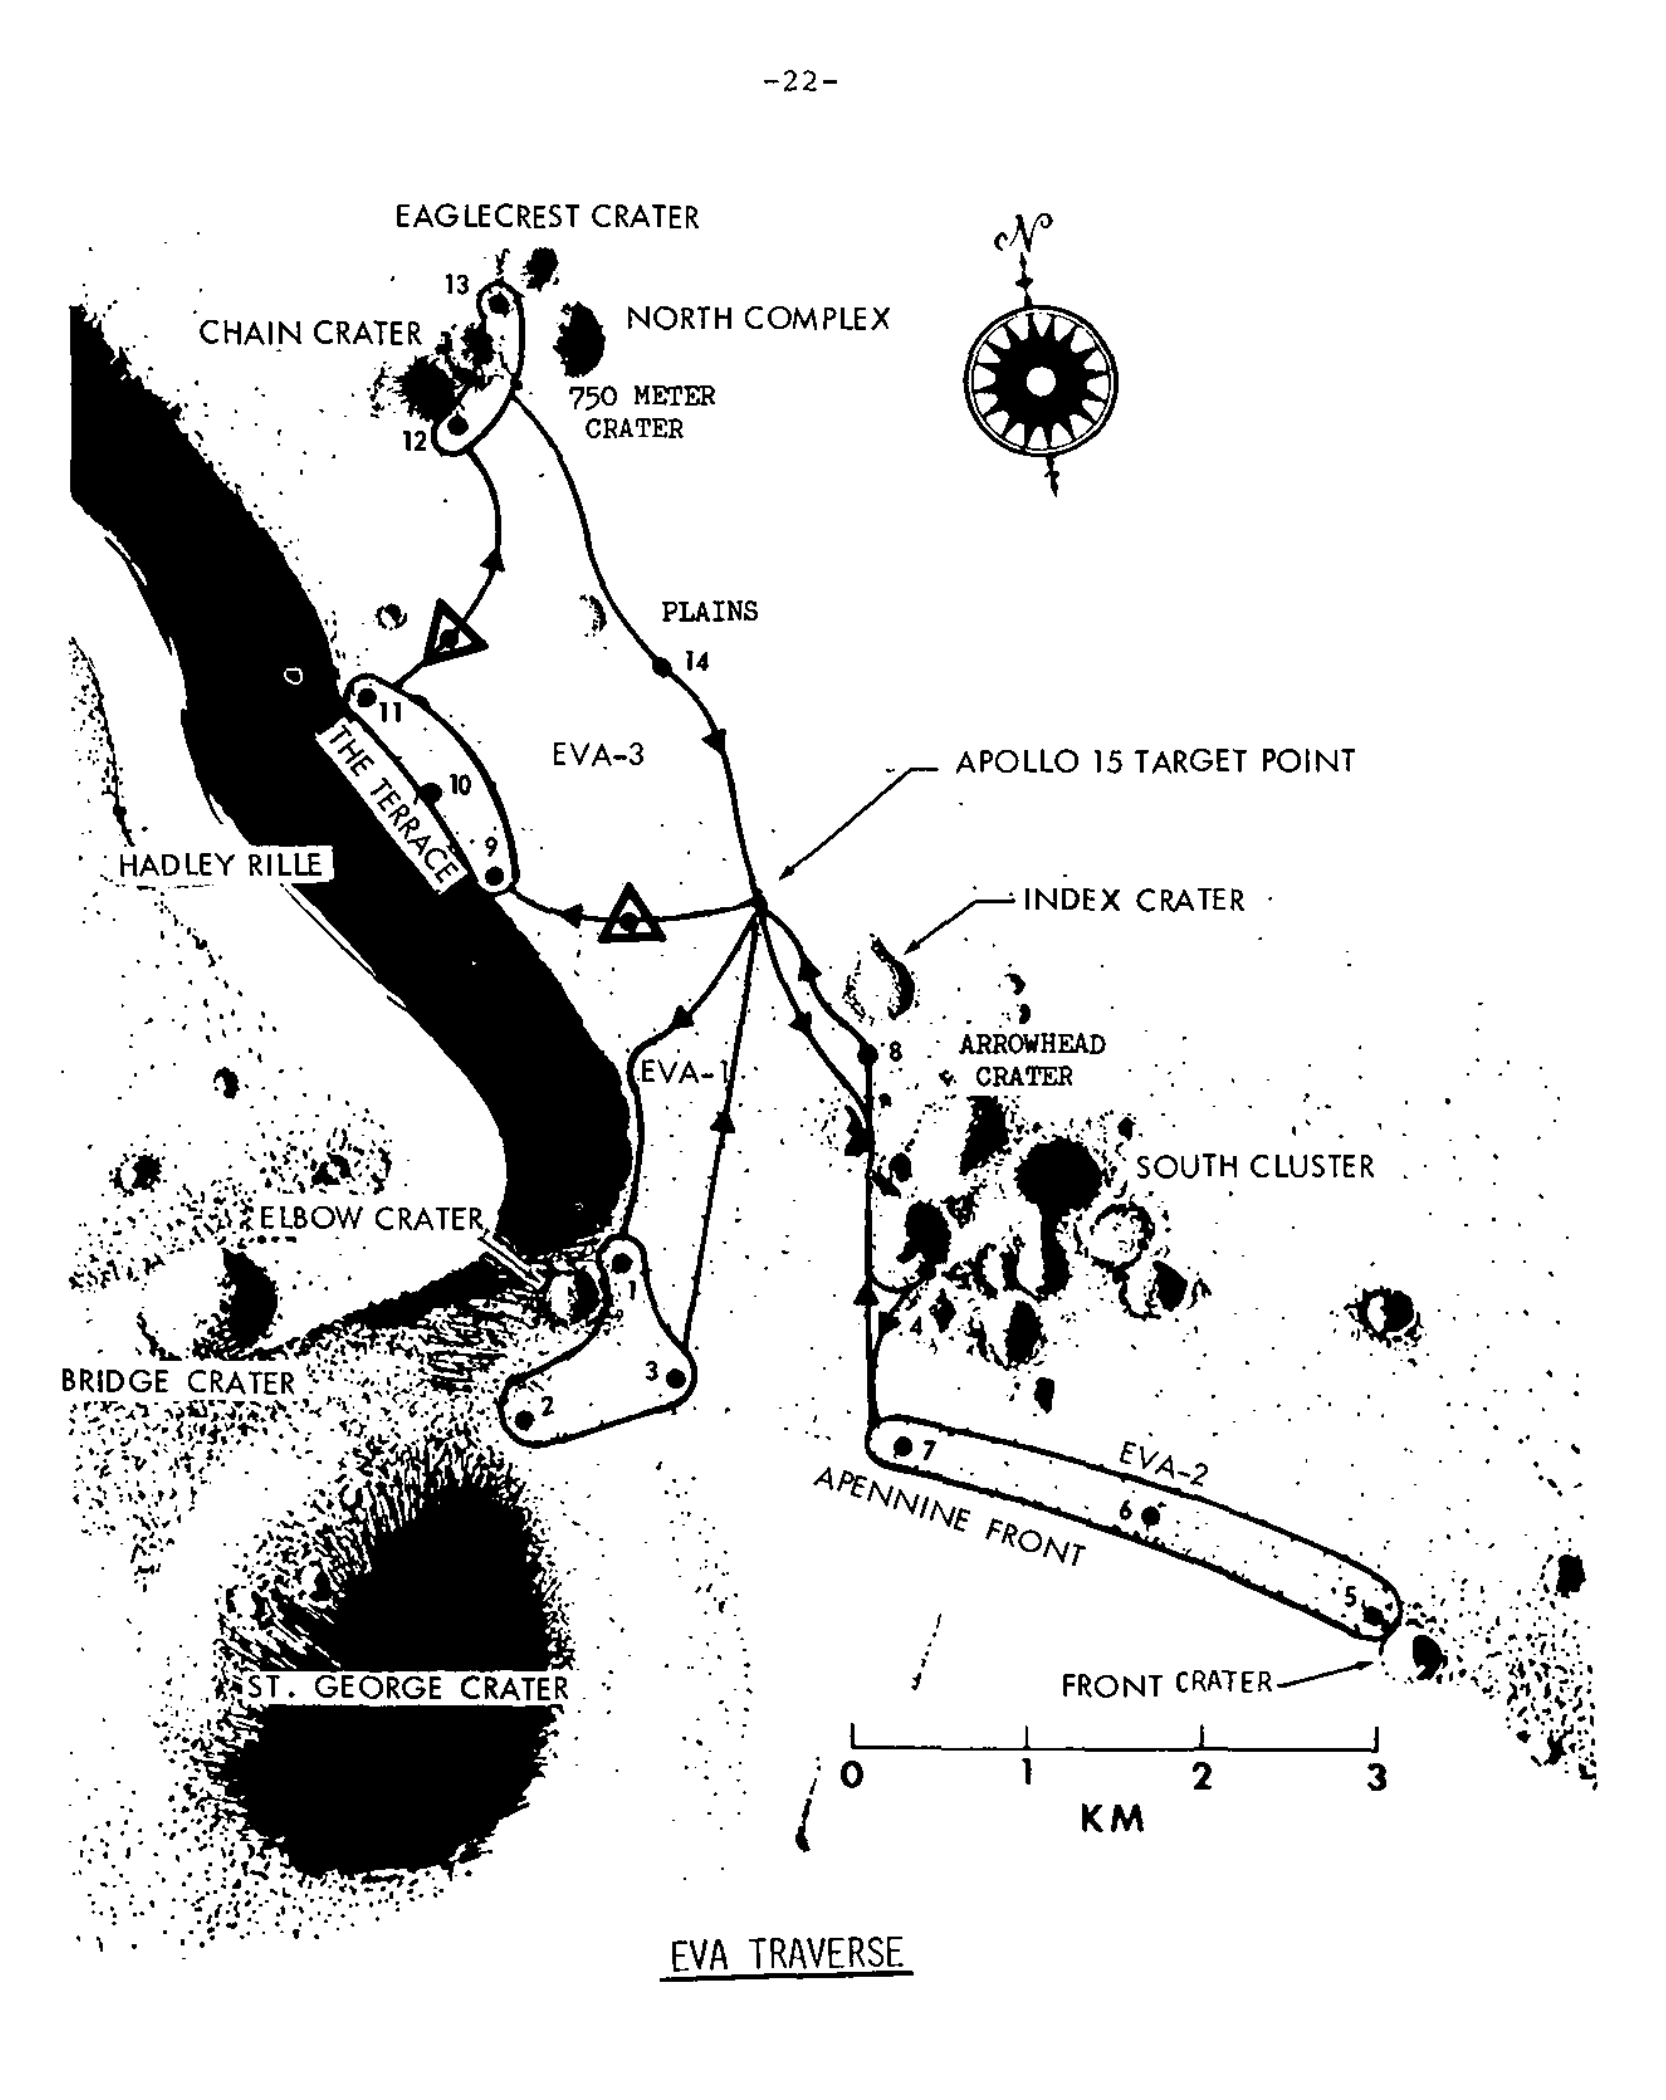 -22-
EAGLECREST CRATER
N
13
CHAIN CRATER
NORTH COMPLEX
750 METER
CRATER
12
PLAINS
14
11
THE TERRACE
EVA-3
10
9
APOLLO 15 TARGET POINT
HADLEY RILLE
INDEX CRATER
8
ARROWHEAD
CRATER
EVA-1
SOUTH CLUSTER
ELBOW CRATER
1
4
BRIDGE CRATER
3
2
7
EVA-2
APENNINE FRONT
6
5
ST. GEORGE CRATER
FRONT CRATER
0 1 2 3
KM
EVA TRAVERSE